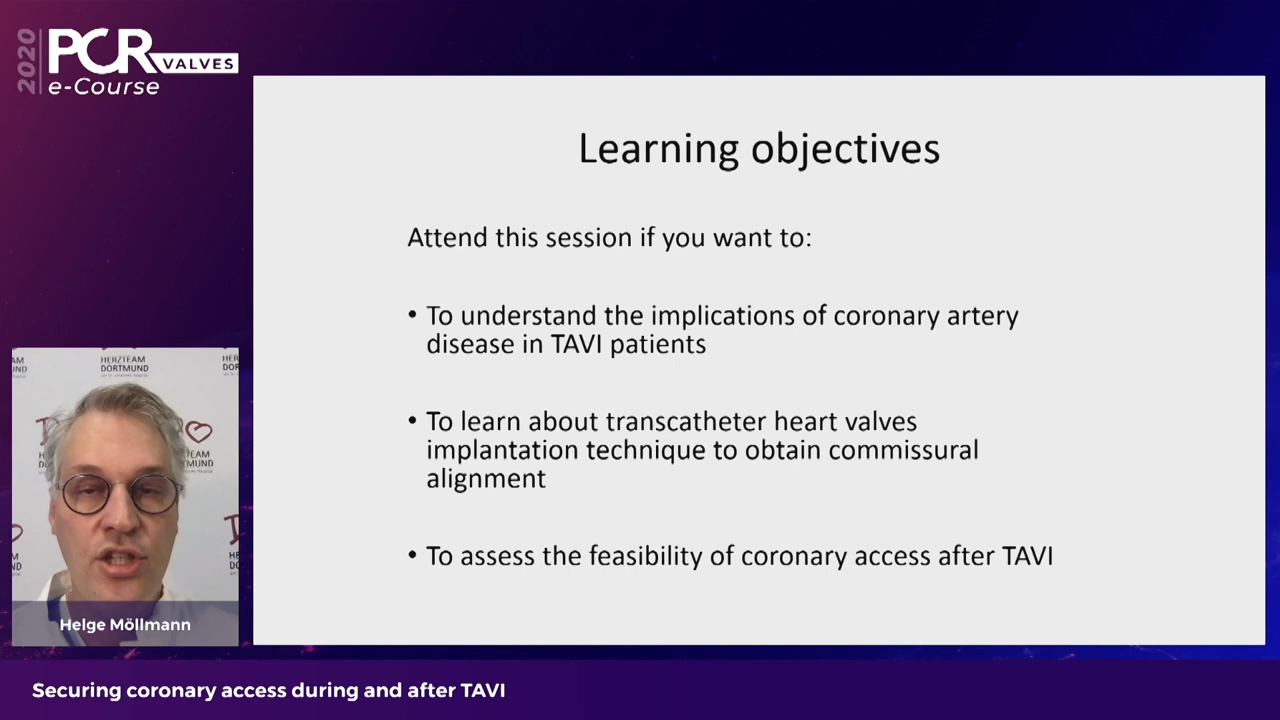 2020
PCR VALVES
e-Course
Learning objectives
Attend this session if you want to:
• To understand the implications of coronary artery
disease in TAVI patients
• To learn about transcatheter heart valves
implantation technique to obtain commissural
alignment
• To assess the feasibility of coronary access after TAVI
HERZTEAM
DORTMUND
Helge Möllmann
Securing coronary access during and after TAVI